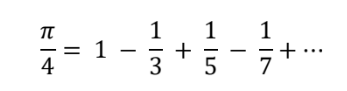 π/4 = 1 − 1/3 + 1/5 − 1/7 + ⋯